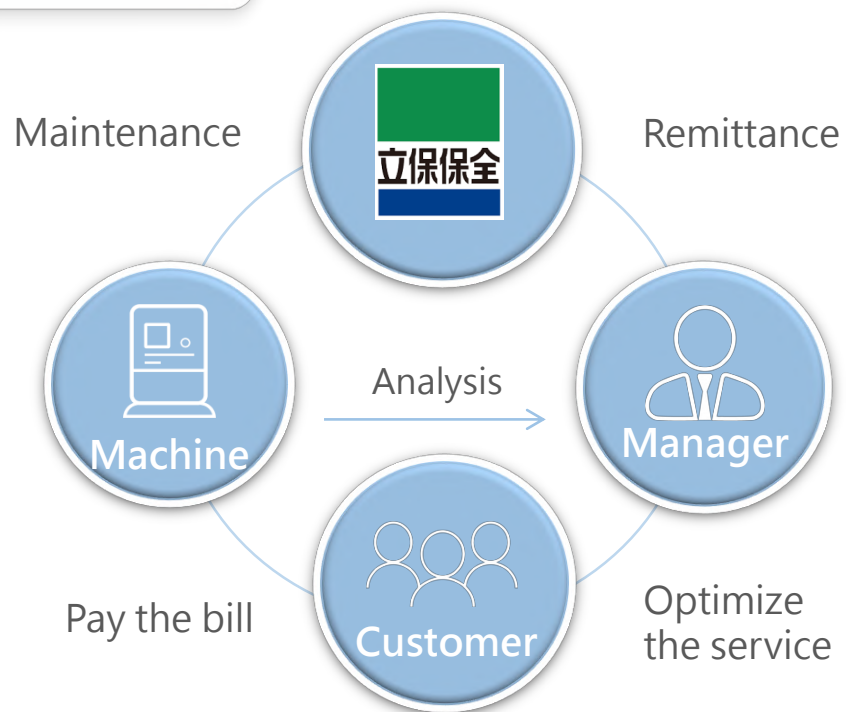 立保保全
Maintenance
Remittance
Analysis
Machine
Manager
Pay the bill
Customer
Optimize
the service